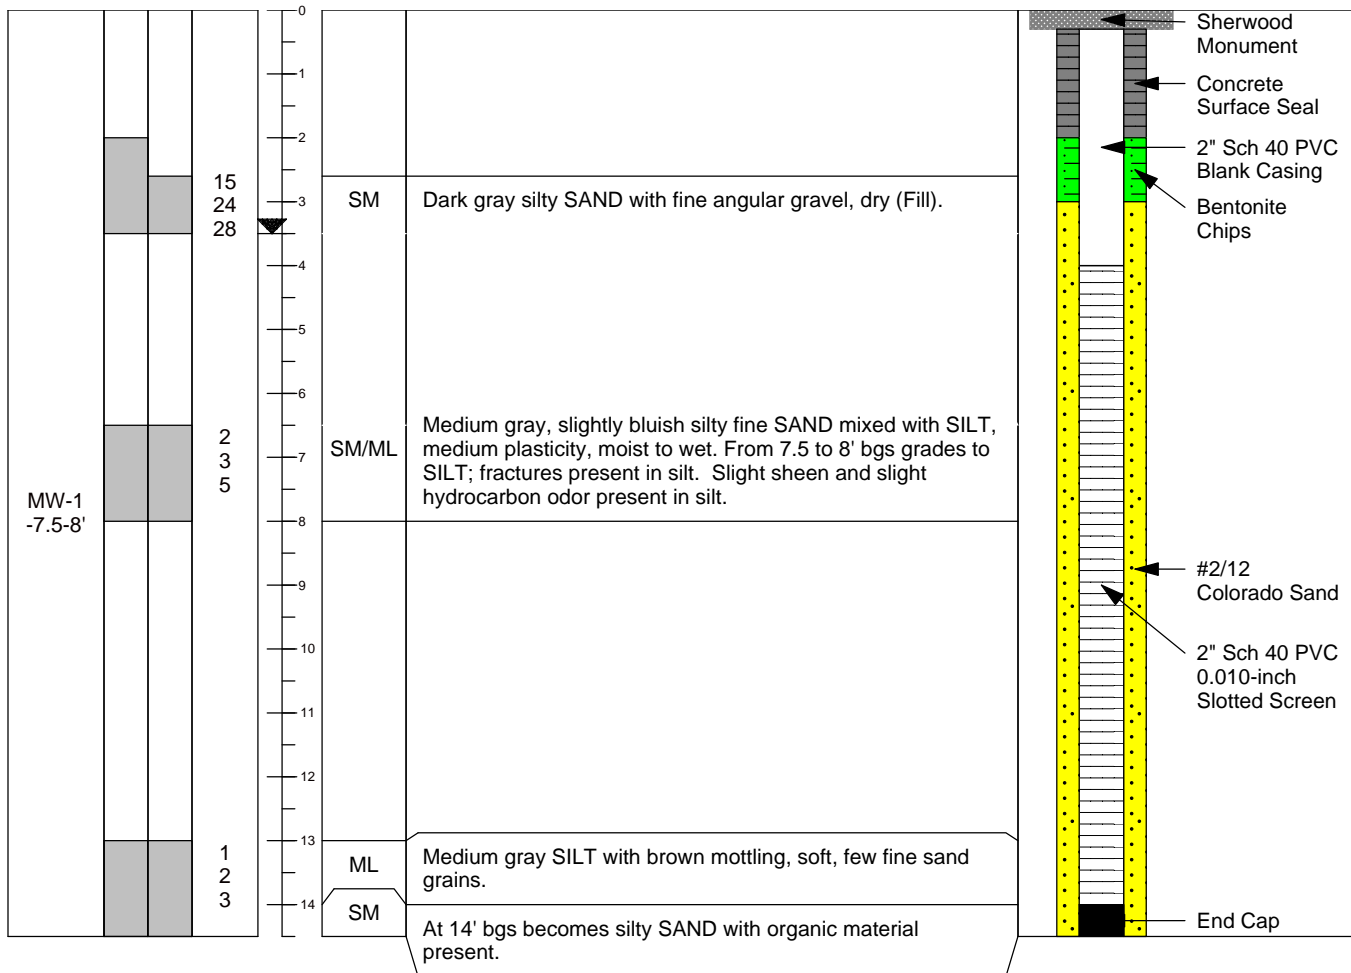 MW-1
-7.5-8'
15
24
28
2
3
5
1
2
3
0
1
2
3
4
5
6
7
8
9
10
11
12
13
14
SM
Dark gray silty SAND with fine angular gravel, dry (Fill).
SM/ML
Medium gray, slightly bluish silty fine SAND mixed with SILT,
medium plasticity, moist to wet. From 7.5 to 8' bgs grades to
SILT; fractures present in silt.  Slight sheen and slight
hydrocarbon odor present in silt.
ML
Medium gray SILT with brown mottling, soft, few fine sand
grains.
SM
At 14' bgs becomes silty SAND with organic material
present.
Sherwood
Monument
Concrete
Surface Seal
2" Sch 40 PVC
Blank Casing
Bentonite
Chips
#2/12
Colorado Sand
2" Sch 40 PVC
0.010-inch
Slotted Screen
End Cap